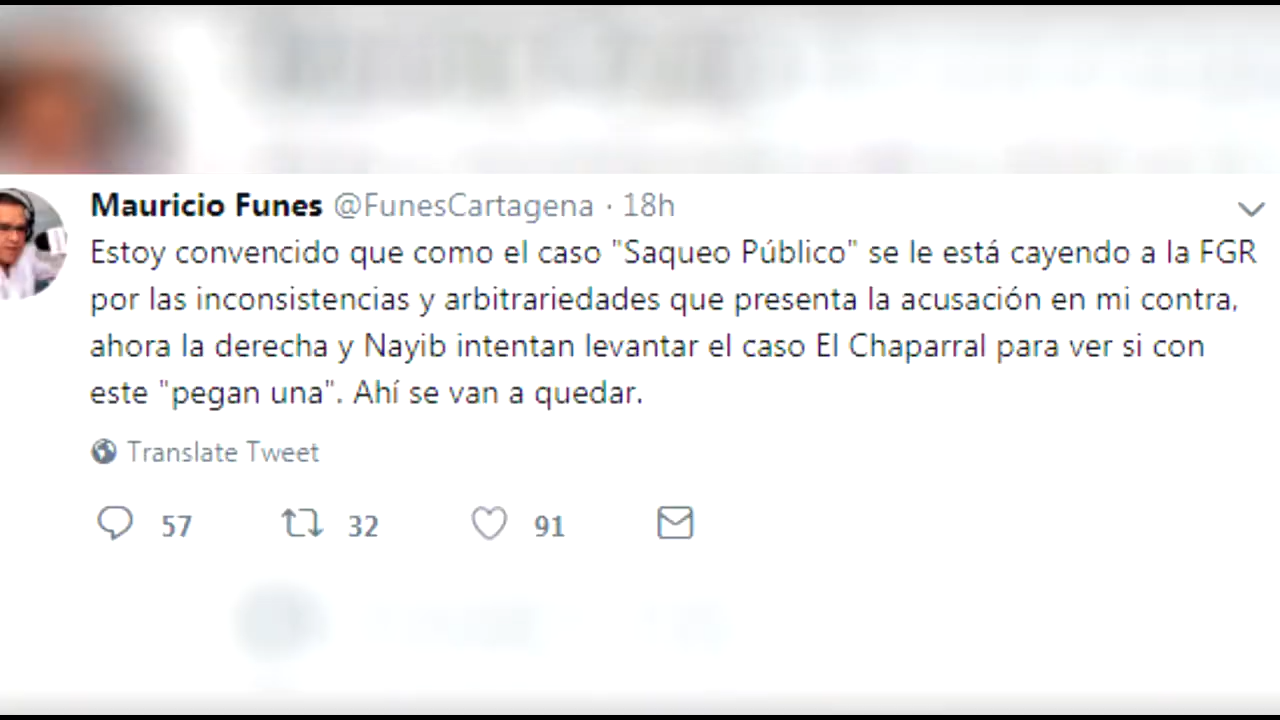 Mauricio Funes @FunesCartagena · 18h
Estoy convencido que como el caso "Saqueo Público" se le está cayendo a la FGR
por las inconsistencias y arbitrariedades que presenta la acusación en mi contra,
ahora la derecha y Nayib intentan levantar el caso El Chaparral para ver si con
este "pegan una". Ahí se van a quedar.
Translate Tweet
57 32 91